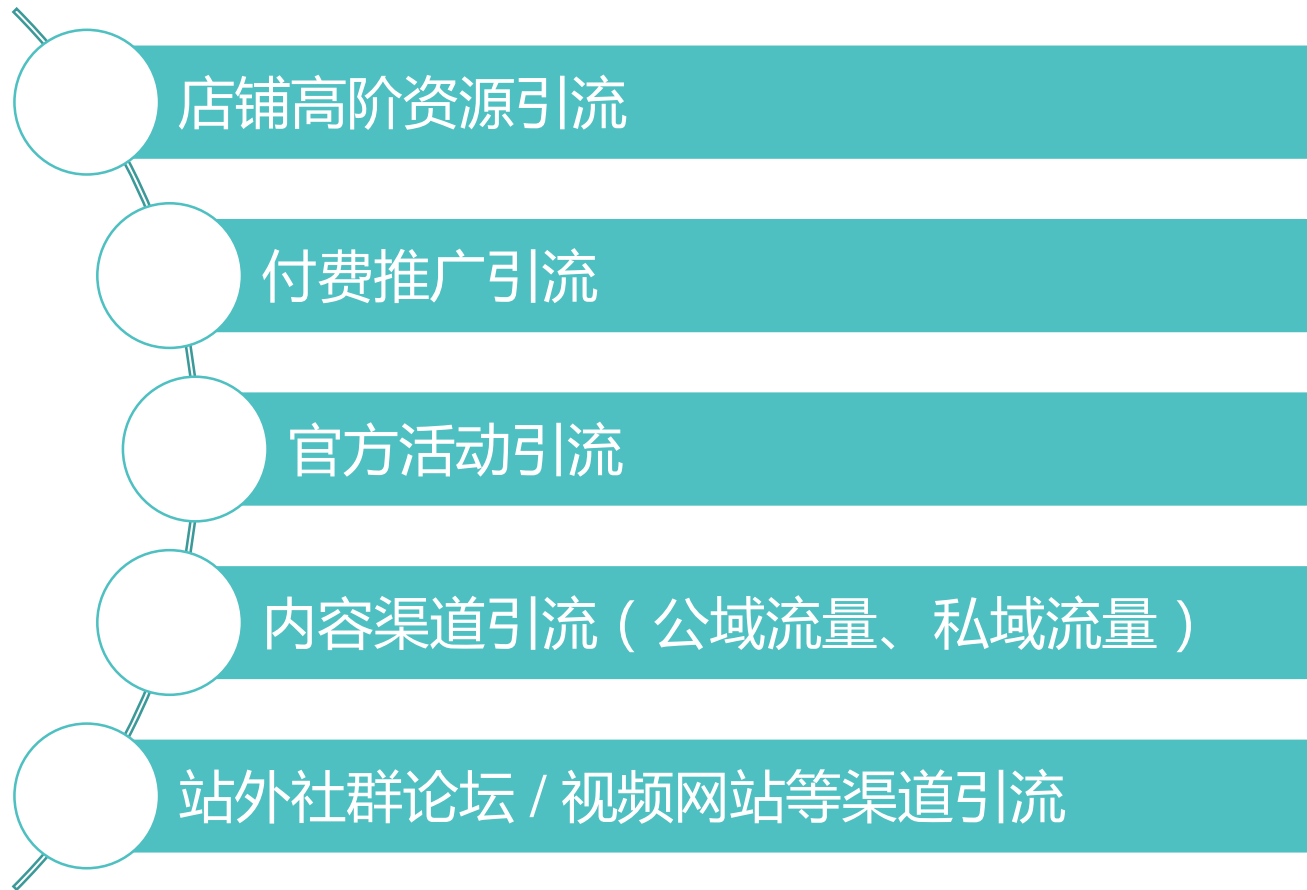 店铺高阶资源引流
付费推广引流
官方活动引流
内容渠道引流（公域流量、私域流量）
站外社群论坛 / 视频网站等渠道引流